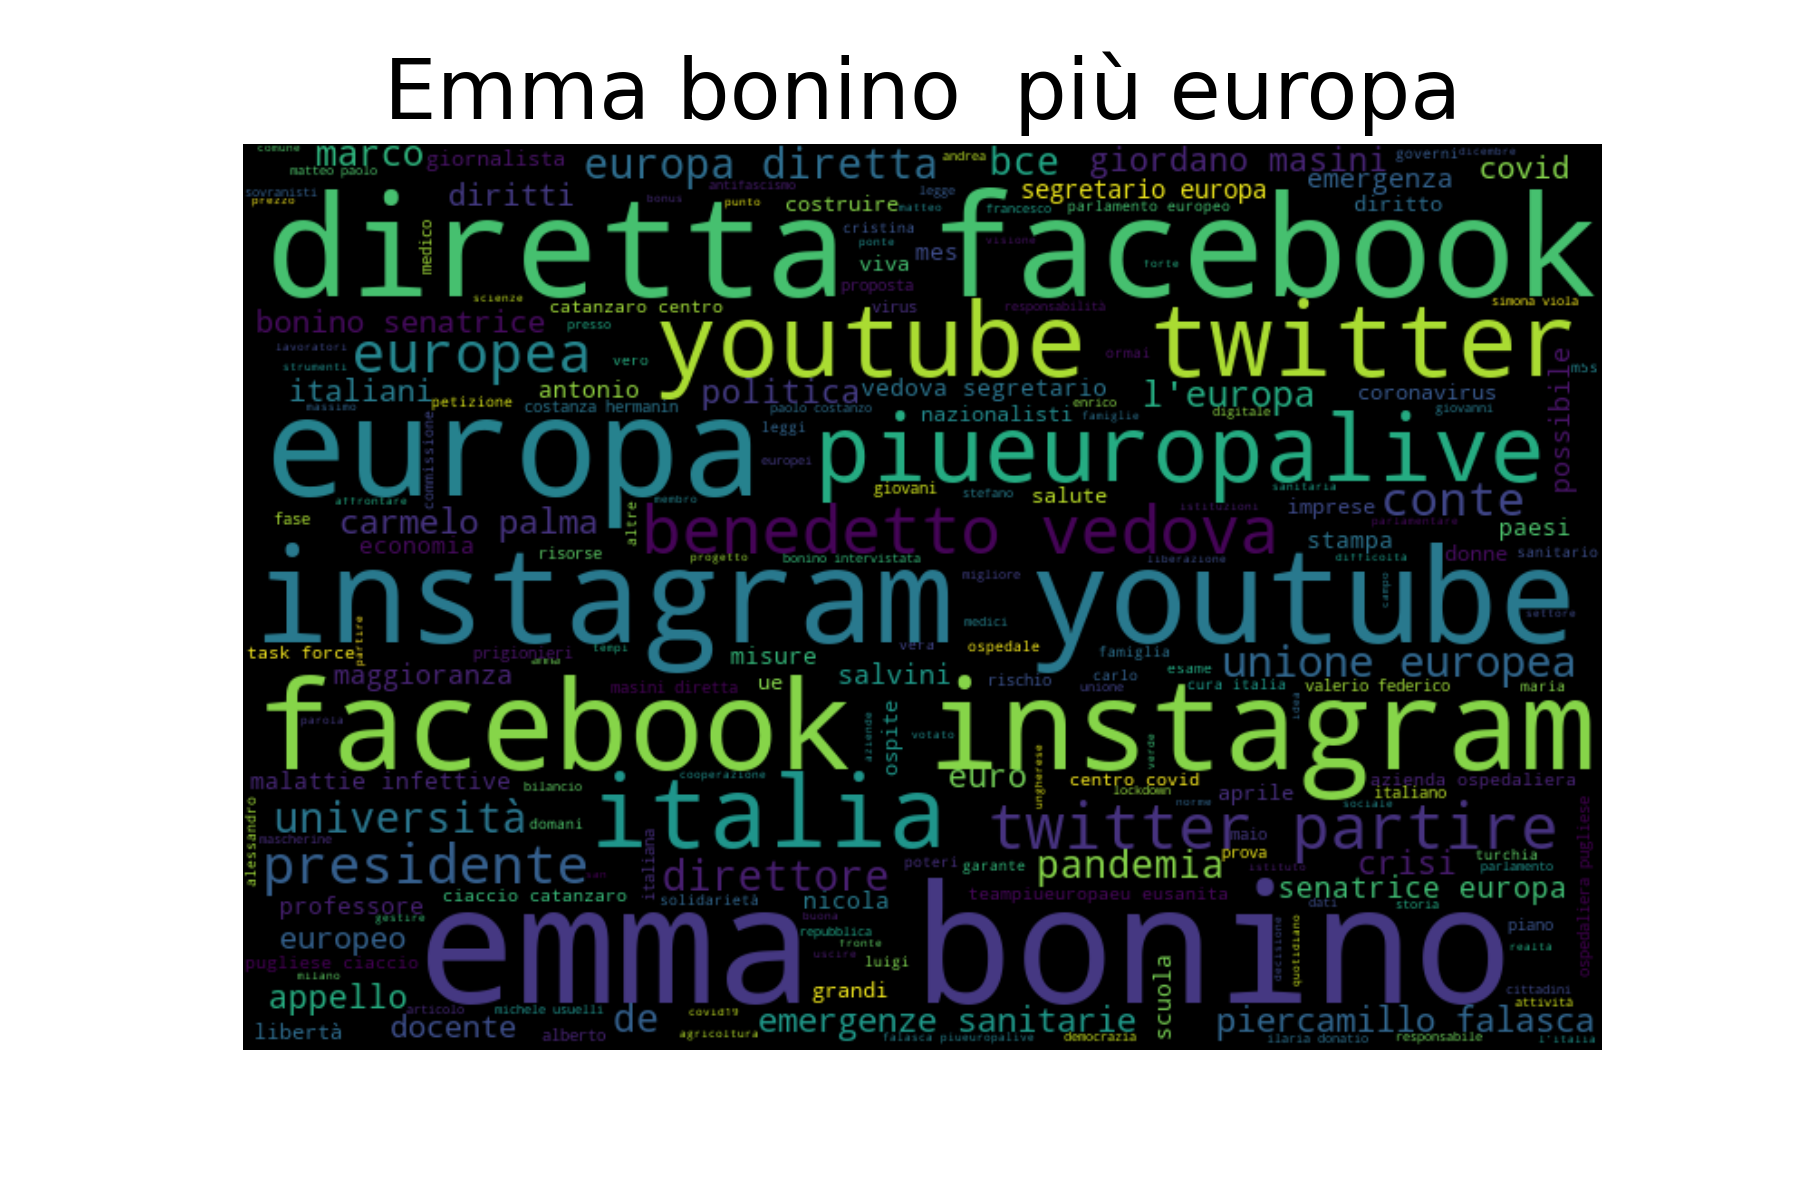 Emma bonino  più europa
comune
marco
giornalista
europa diretta
andrea
bce
giordano masini
governi
dicembre
covid
matteo paolo
sovranisti
prezzo
diritti
antifascismo
bonus
punto
legge
segretario europa
emergenza
costruire
matteo
francesco
parlamento europeo
diritto
diretta facebook
medico
cristina
ponte
viva
mes
visione
forte
proposta
scienze
catanzaro centro
virus
responsabilità
simona viola
bonino senatrice
presso
youtube twitter
lavoratori
europea
vero
ormai
possibile
m5s
strumenti
italiani
antonio
politica
vedova segretario
l'europa
coronavirus
massimo
petizione
costanza hermanin
paolo costanzo
enrico
nazionalisti
famiglie
digitale
giovanni
europa
commissione
leggi
piueuropalive
europei
affrontare
membro
giovani
stefano
salute
sanitaria
conte
fase
carmelo palma
altre
benedetto vedova
istituzioni
imprese
parlamentare
paesi
economia
risorse
progetto
bonino intervistata
liberazione
stampa
difficoltà
donne
sanitario
instagram youtube
migliore
campo
medici
settore
task force
partire
prigionieri
anna
tempi
misure
vera
ospedale
famiglia
esame
unione europea
maggioranza
masini diretta
ue
salvini
rischio
carlo
unione
cura italia
valerio federico
maria
facebook instagram
parola
aziende
ospite
votato
ungherese
verde
idea
malattie infettive
bilancio
cooperazione
euro
centro covid
lockdown
aprile
azienda ospedaliera
italiano
alessandro
università
domani
italia
norme
sociale
twitter partire
ospedaliera pugliese
mascherine
italiana
maio
presidente
san
direttore
poteri
garante
pandemia
prova
istituto
crisi
turchia
parlamento
ciaccio catanzaro
solidarietà
nicola
teampiueuropaeu eusanita
senatrice europa
professore
gestire
emma bonino
buona
dati
storia
europeo
repubblica
fronte
decisione
quotidiano
piano
realtà
pugliese ciaccio
uscire
luigi
milano
scuola
appello
grandi
cittadini
attività
articolo
michele usuelli
covid19
libertà
docente
alberto
de
agricoltura
emergenze sanitarie
falasca piueuropalive
democrazia
piercamillo falasca
ilaria donatio
responsabile
l'italia